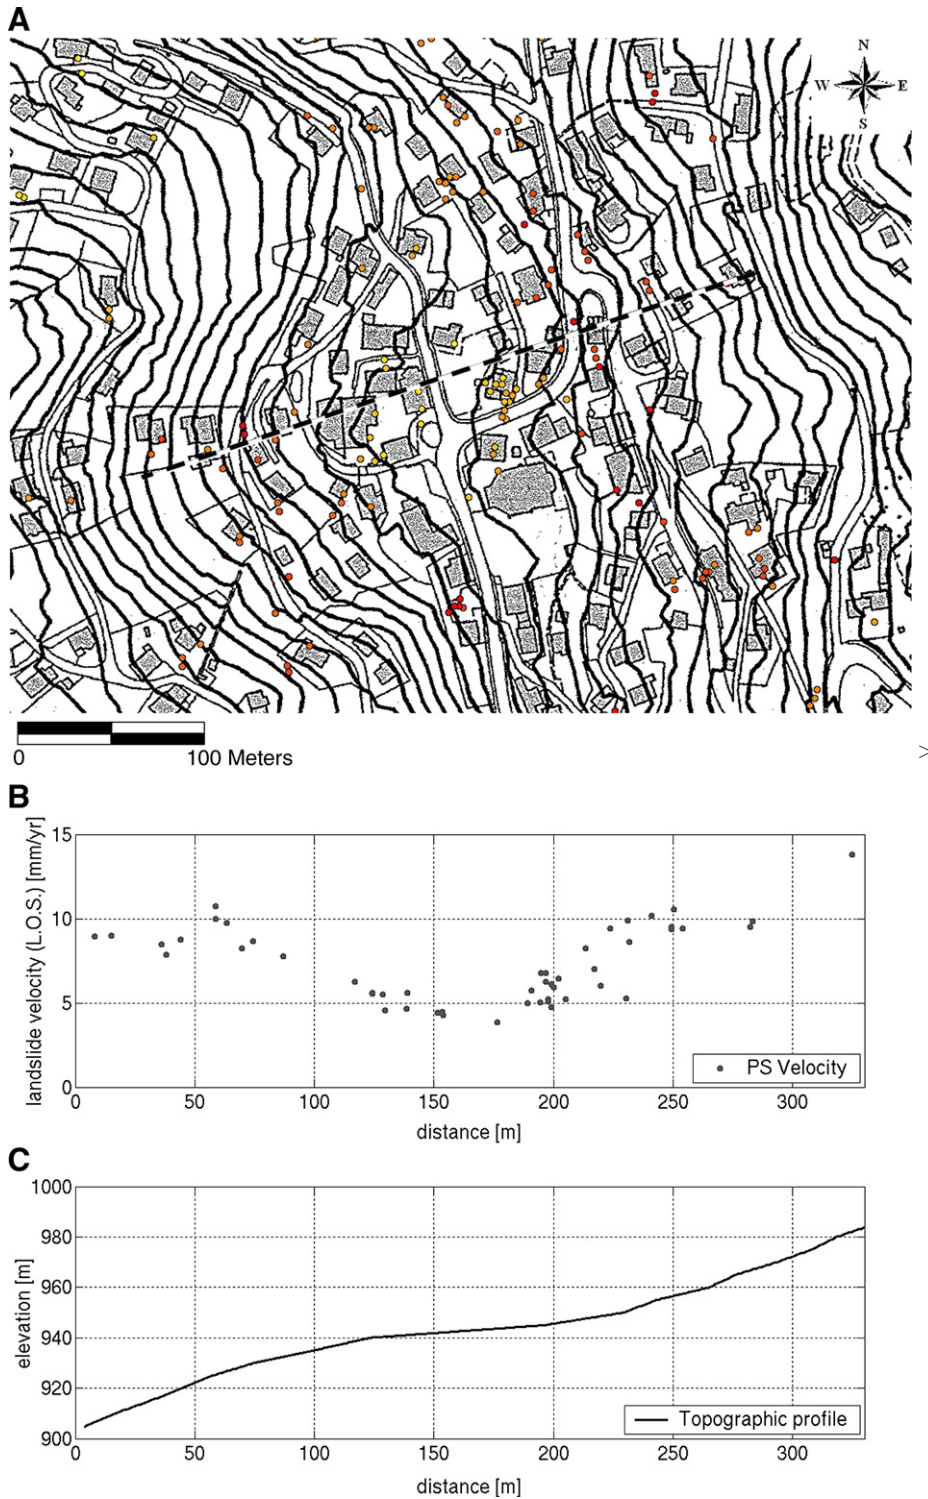 A
N
W E
S
0 100 Meters
>
B
landslide velocity (L.O.S.) [mm/yr]
15
10
5
0
PS Velocity
0 50 100 150 200 250 300
distance [m]
C
elevation [m]
1000
980
960
940
920
900
Topographic profile
0 50 100 150 200 250 300
distance [m]